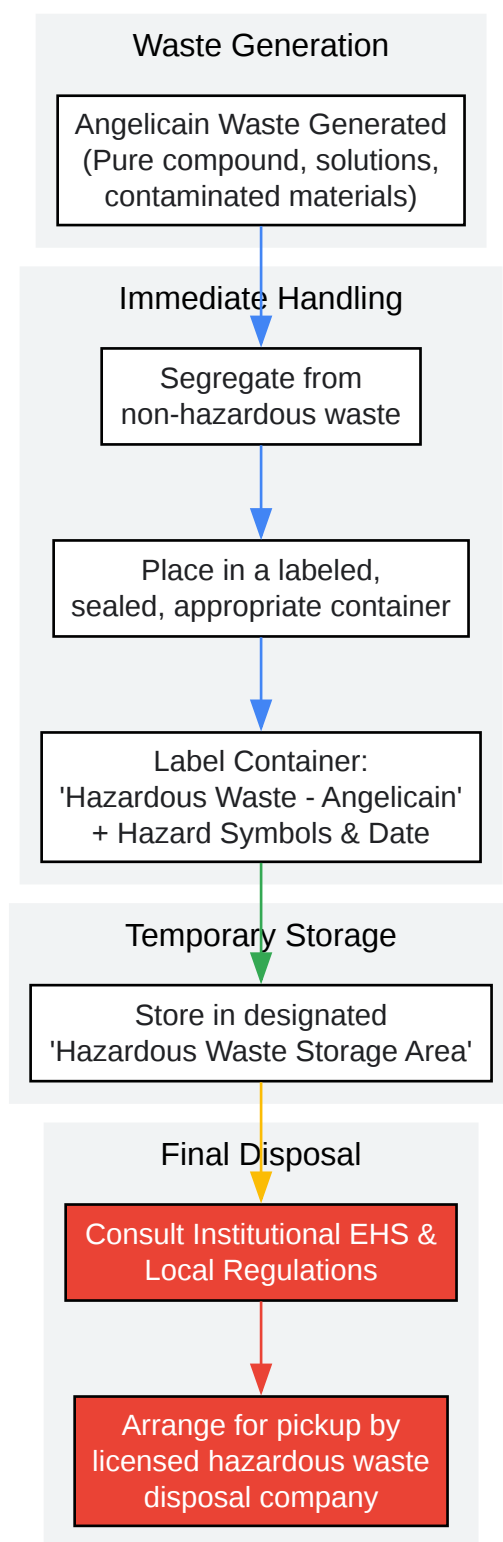 Waste Generation
Angelicain Waste Generated
(Pure compound, solutions,
contaminated materials)
Immediate Handling
Segregate from
non-hazardous waste
Place in a labeled,
sealed, appropriate container
Label Container:
'Hazardous Waste - Angelicain'
+ Hazard Symbols & Date
Temporary Storage
Store in designated
'Hazardous Waste Storage Area'
Final Disposal
Consult Institutional EHS &
Local Regulations
Arrange for pickup by
licensed hazardous waste
disposal company